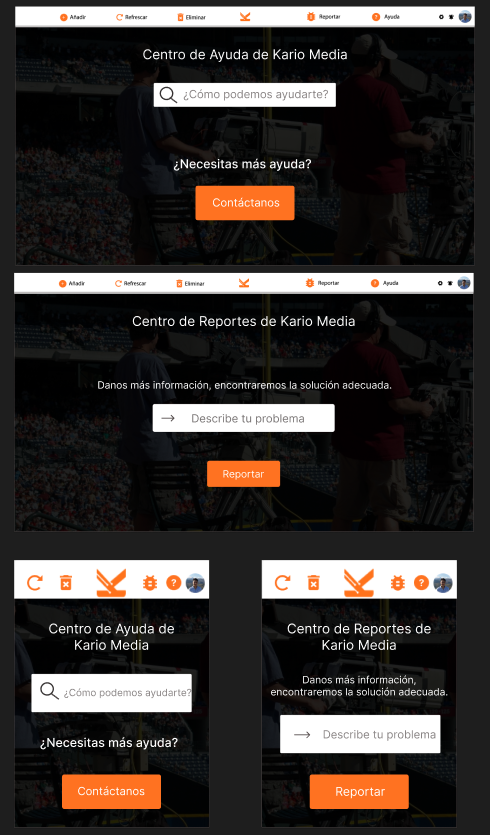 Añadir Refrescar Eliminar Reportar Ayuda
Centro de Ayuda de Kario Media
¿Cómo podemos ayudarte?
¿Necesitas más ayuda?
Contáctanos
Añadir Refrescar Eliminar Reportar Ayuda
Centro de Reportes de Kario Media
Danos más información, encontraremos la solución adecuada.
Describe tu problema
Reportar
Centro de Ayuda de
Kario Media
¿Cómo podemos ayudarte?
¿Necesitas más ayuda?
Contáctanos
Centro de Reportes de
Kario Media
Danos más información,
encontraremos la solución adecuada.
Describe tu problema
Reportar